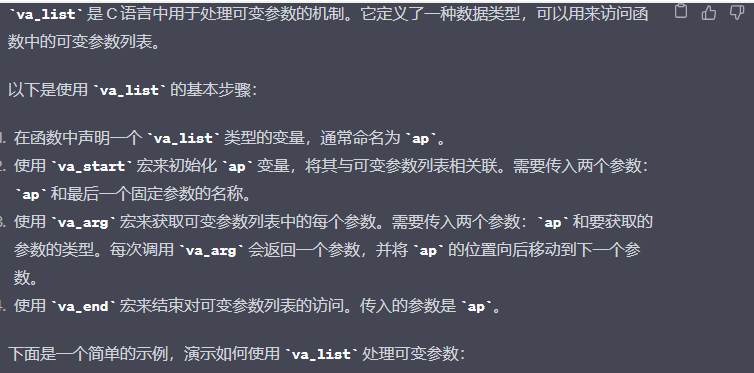 `va_list` 是 C 语言中用于处理可变参数的机制。它定义了一种数据类型，可以用来访问函
数中的可变参数列表。
以下是使用 `va_list` 的基本步骤：
1. 在函数中声明一个 `va_list` 类型的变量，通常命名为 `ap`。
2. 使用 `va_start` 宏来初始化 `ap` 变量，将其与可变参数列表相关联。需要传入两个参数：
`ap` 和最后一个固定参数的名称。
3. 使用 `va_arg` 宏来获取可变参数列表中的每个参数。需要传入两个参数：`ap` 和要获取的
参数的类型。每次调用 `va_arg` 会返回一个参数，并将 `ap` 的位置向后移动到下一个参
数。
4. 使用 `va_end` 宏来结束对可变参数列表的访问。传入的参数是 `ap`。
下面是一个简单的示例，演示如何使用 `va_list` 处理可变参数：